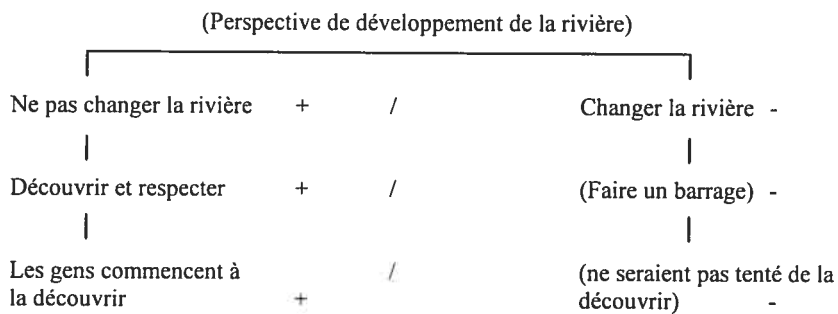 (Perspective de développement de la rivière)
Ne pas changer la rivière + / Changer la rivière -
Découvrir et respecter + / (Faire un barrage) -
Les gens commencent à / (ne seraient pas tenté de la
la découvrir + découvrir) -